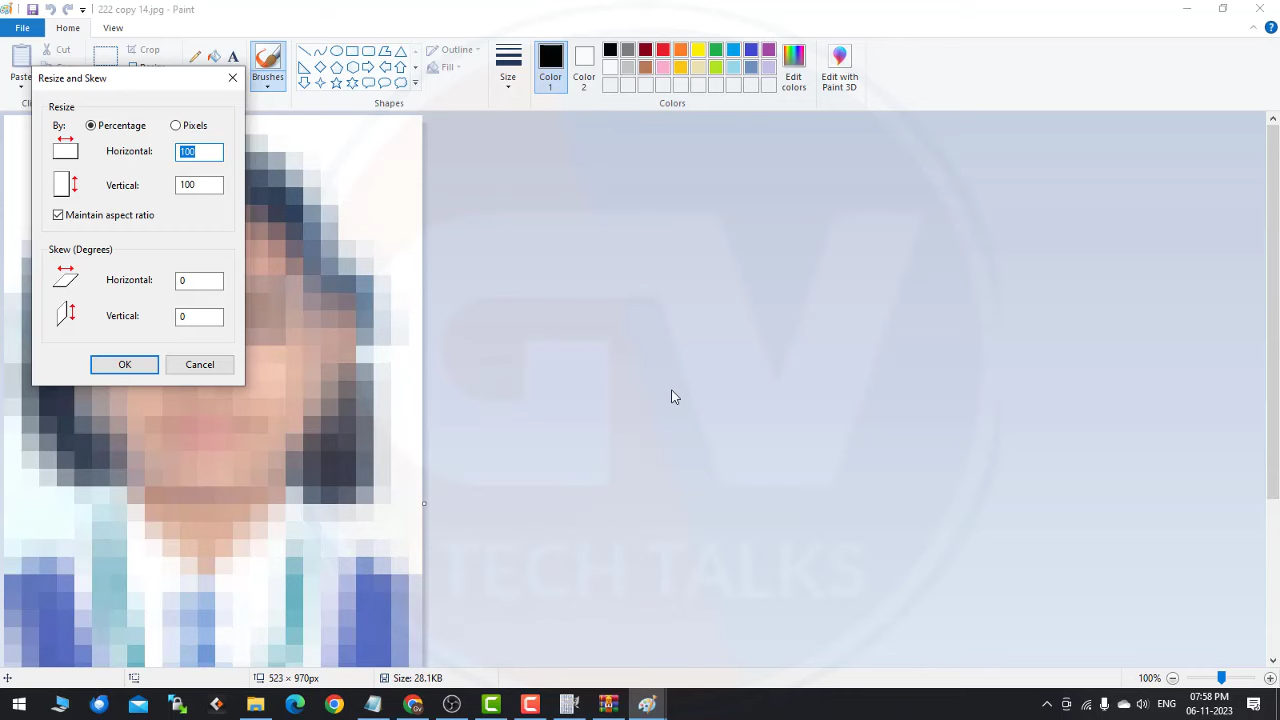 222 copy 14.jpg - Paint
File
Home
View
Paste
Cut
Crop
Brushes
Outline
Fill
Shapes
Size
Color 1
Color 2
Edit colors
Edit with Paint 3D
Colors
Resize and Skew
Resize
By:
Percentage
Pixels
Horizontal:
100
Vertical:
100
Maintain aspect ratio
Skew (Degrees)
Horizontal:
0
Vertical:
0
OK
Cancel
TECH TALKS
523 × 970px
Size: 28.1KB
100%
ENG
07:58 PM
06-11-2023